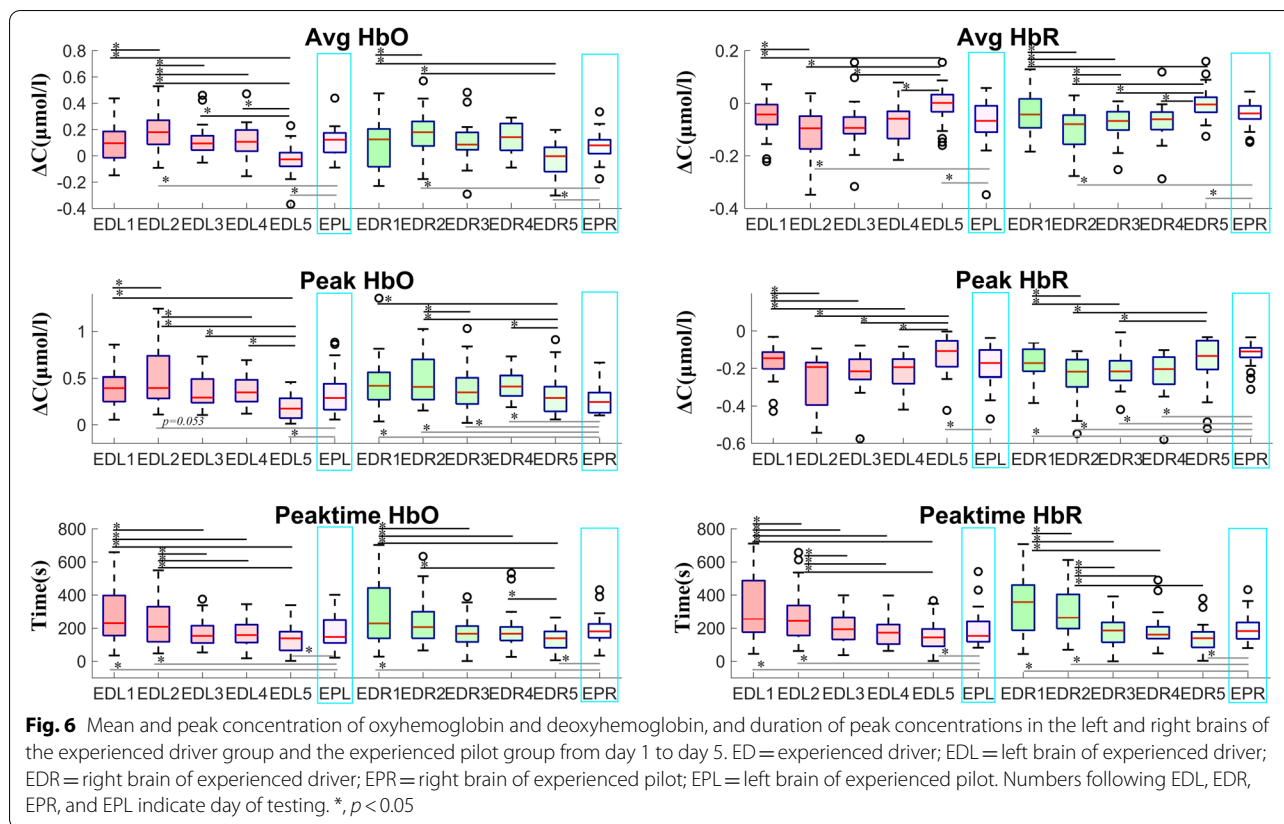 Avg HbO
ΔC(μmol/l)
0.8
0.6
0.4
0.2
0
-0.2
-0.4
* * * * * * * * * * * * * * *
EDL1 EDL2 EDL3 EDL4 EDL5 EPL EDR1 EDR2 EDR3 EDR4 EDR5 EPR
Avg HbR
ΔC(μmol/l)
0.2
0
-0.2
-0.4
* * * * * * * * * * * * * * *
EDL1 EDL2 EDL3 EDL4 EDL5 EPL EDR1 EDR2 EDR3 EDR4 EDR5 EPR
Peak HbO
ΔC(μmol/l)
1
0.5
0
* * * * * * * * * *
p=0.053
* * * * *
EDL1 EDL2 EDL3 EDL4 EDL5 EPL EDR1 EDR2 EDR3 EDR4 EDR5 EPR
Peak HbR
ΔC(μmol/l)
-0
-0.2
-0.4
-0.6
* * * * * * * * * * * * * * *
EDL1 EDL2 EDL3 EDL4 EDL5 EPL EDR1 EDR2 EDR3 EDR4 EDR5 EPR
Peaktime HbO
Time(s)
800
600
400
200
0
* * * * * * * * * * * * * * * *
EDL1 EDL2 EDL3 EDL4 EDL5 EPL EDR1 EDR2 EDR3 EDR4 EDR5 EPR
Peaktime HbR
Time(s)
800
600
400
200
0
* * * * * * * * * * * * * * * * * * *
EDL1 EDL2 EDL3 EDL4 EDL5 EPL EDR1 EDR2 EDR3 EDR4 EDR5 EPR
Fig. 6 Mean and peak concentration of oxyhemoglobin and deoxyhemoglobin, and duration of peak concentrations in the left and right brains of
the experienced driver group and the experienced pilot group from day 1 to day 5. ED = experienced driver; EDL = left brain of experienced driver;
EDR = right brain of experienced driver; EPR = right brain of experienced pilot; EPL = left brain of experienced pilot. Numbers following EDL, EDR,
EPR, and EPL indicate day of testing. *, p < 0.05